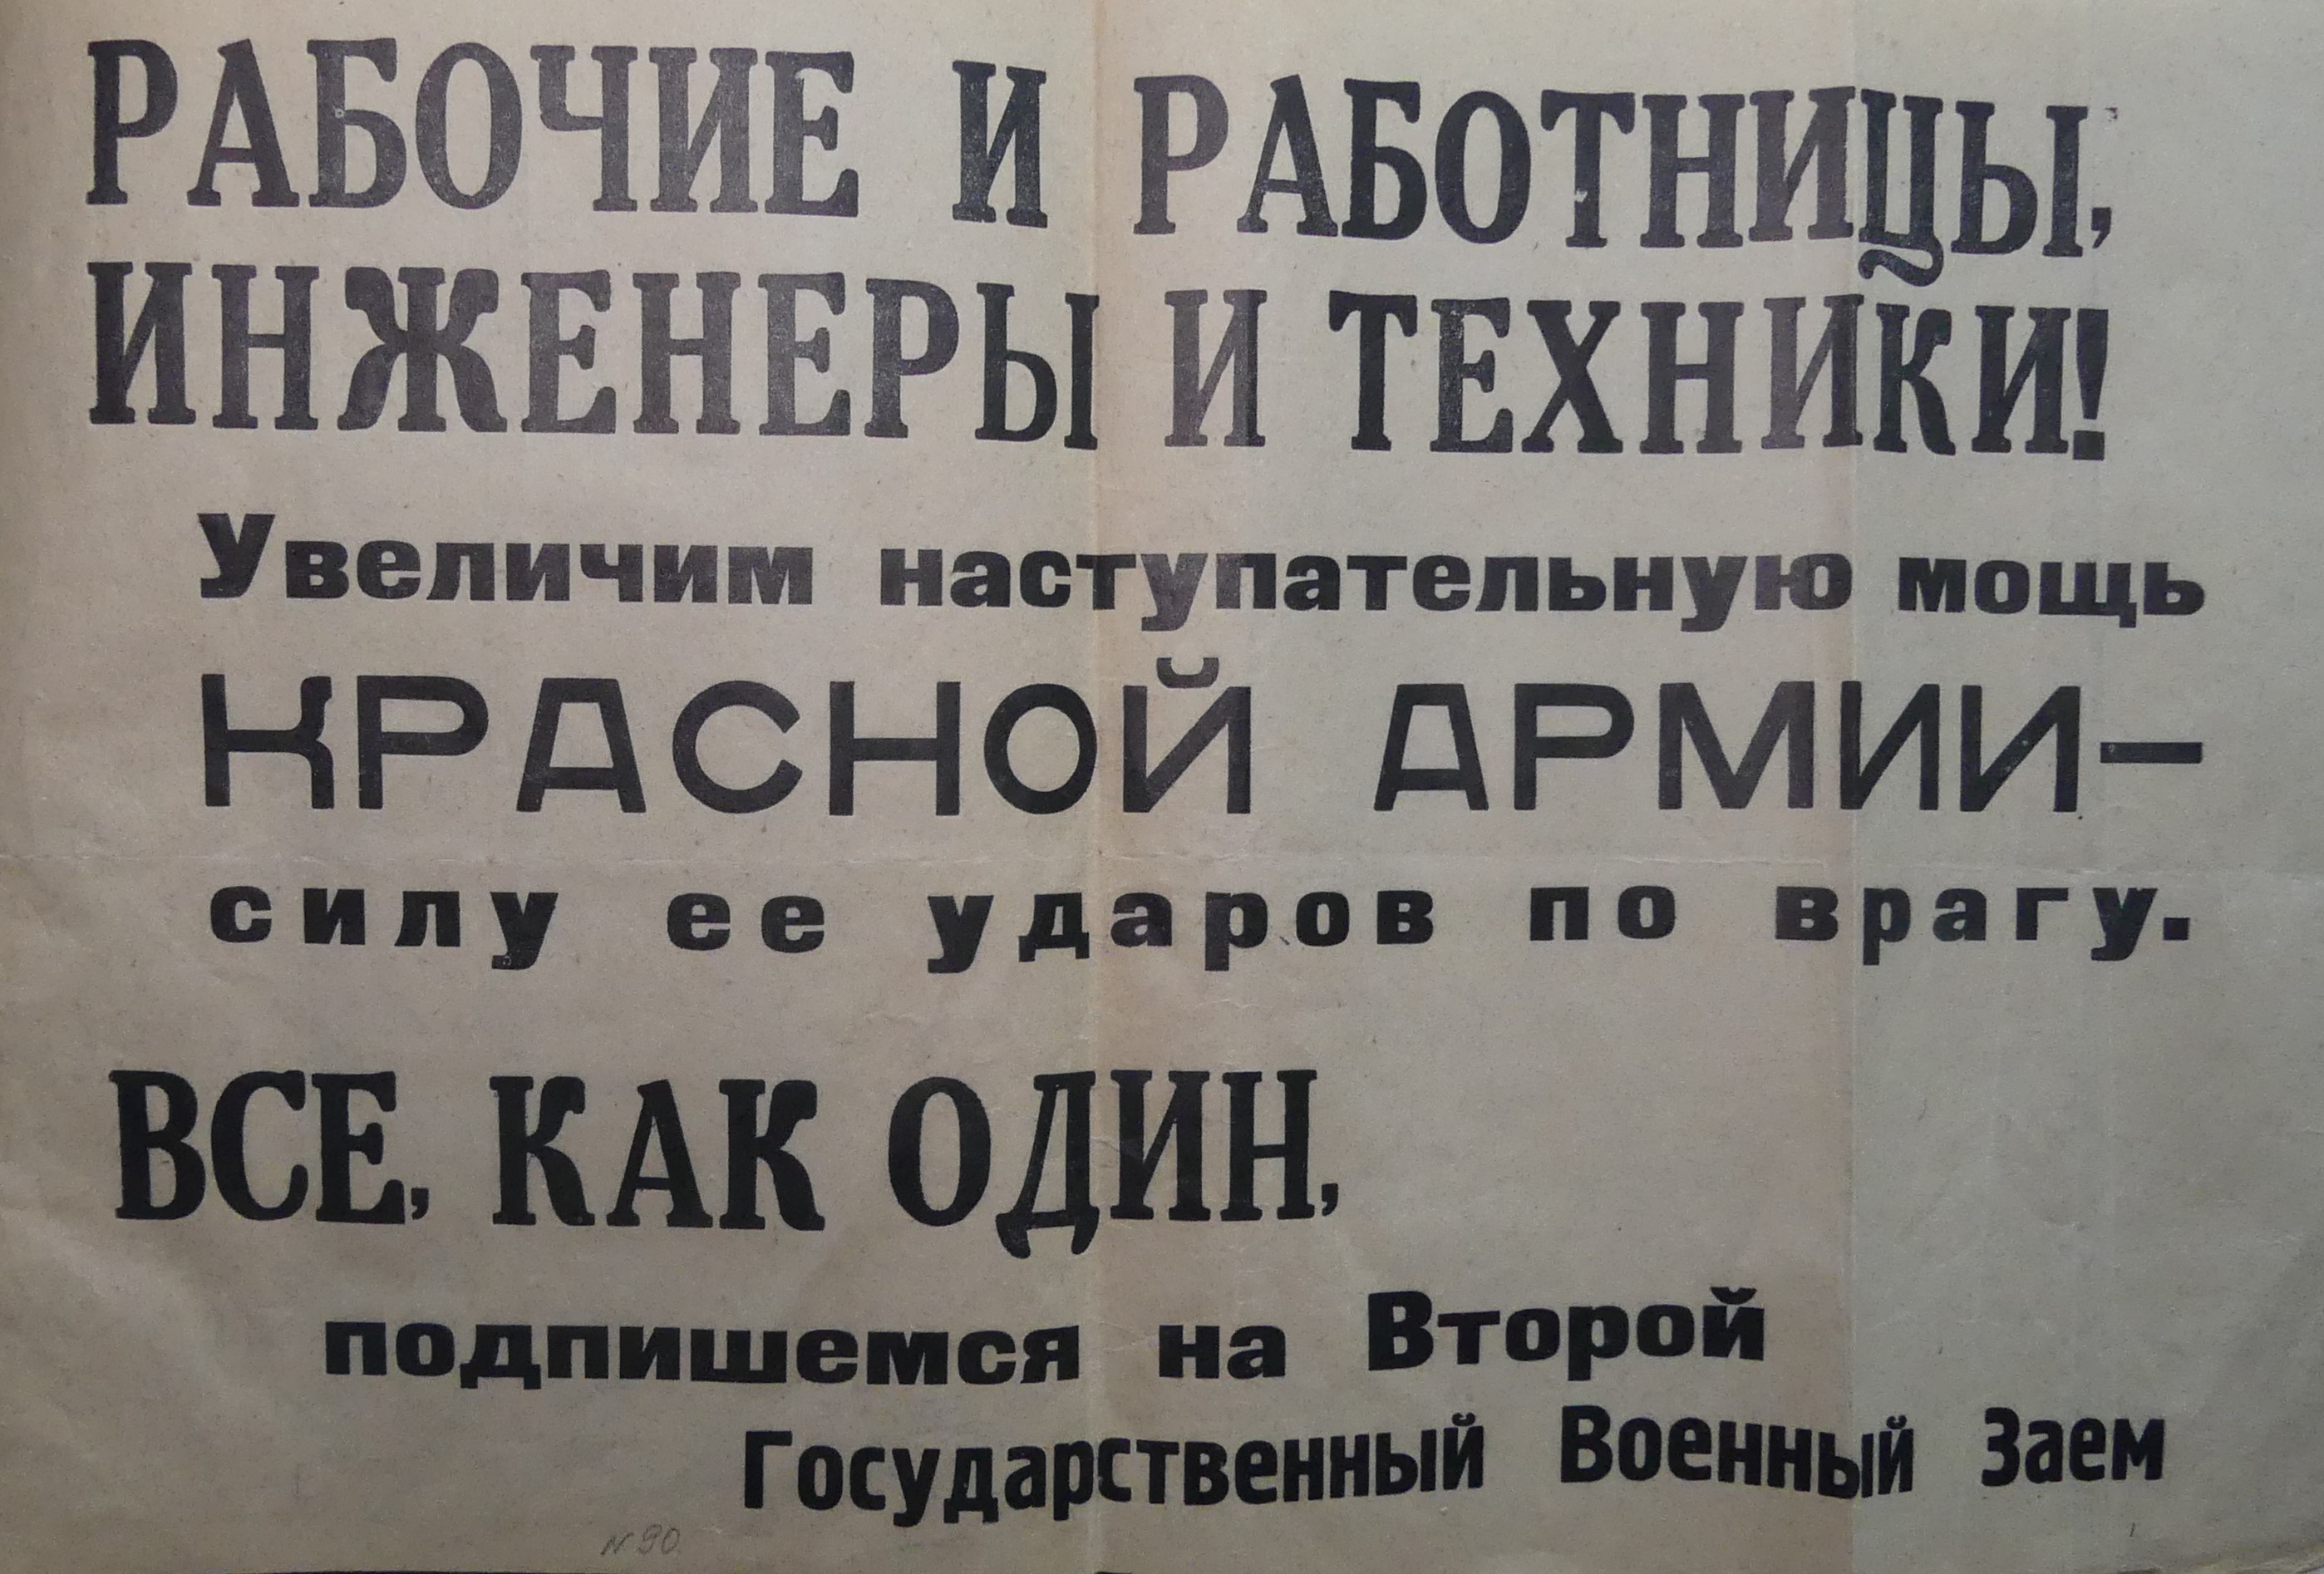 РАБОЧИЕ И РАБОТНИЦЫ,
ИНЖЕНЕРЫ И ТЕХНИКИ!
Увеличим наступательную мощь
КРАСНОЙ АРМИИ—
силу ее ударов по врагу.
ВСЕ, КАК ОДИН,
подпишемся на Второй
Государственный Военный Заем
N 90